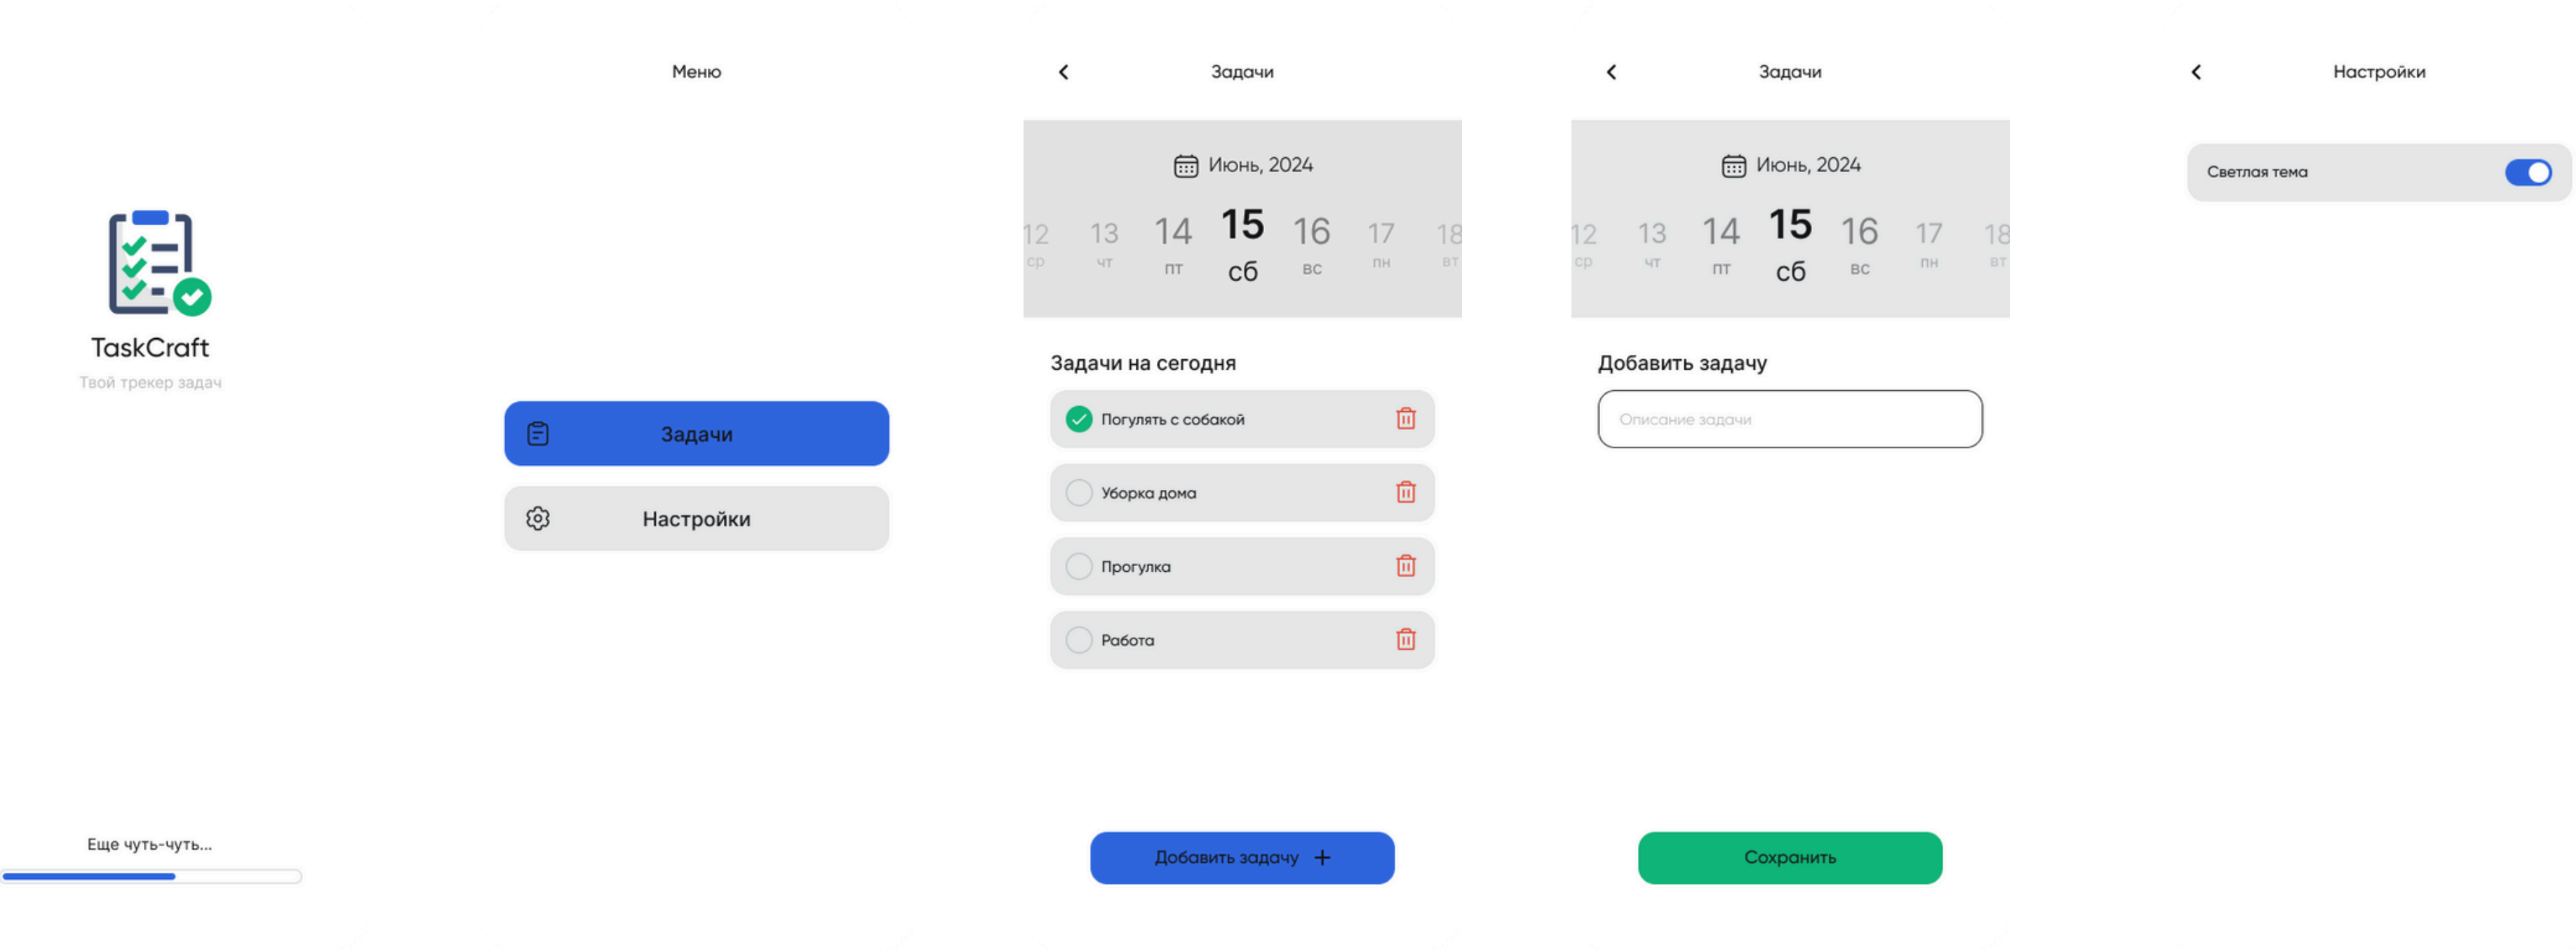 TaskCraft
Твой трекер задач
Еще чуть-чуть...
Меню
Задачи
Настройки
Задачи
Июнь, 2024
12 13 14 15 16 17 18
ср чт пт сб вс пн вт
Задачи на сегодня
Погулять с собакой
Уборка дома
Прогулка
Работа
Добавить задачу +
Задачи
Июнь, 2024
12 13 14 15 16 17 18
ср чт пт сб вс пн вт
Добавить задачу
Описание задачи
Сохранить
Настройки
Светлая тема